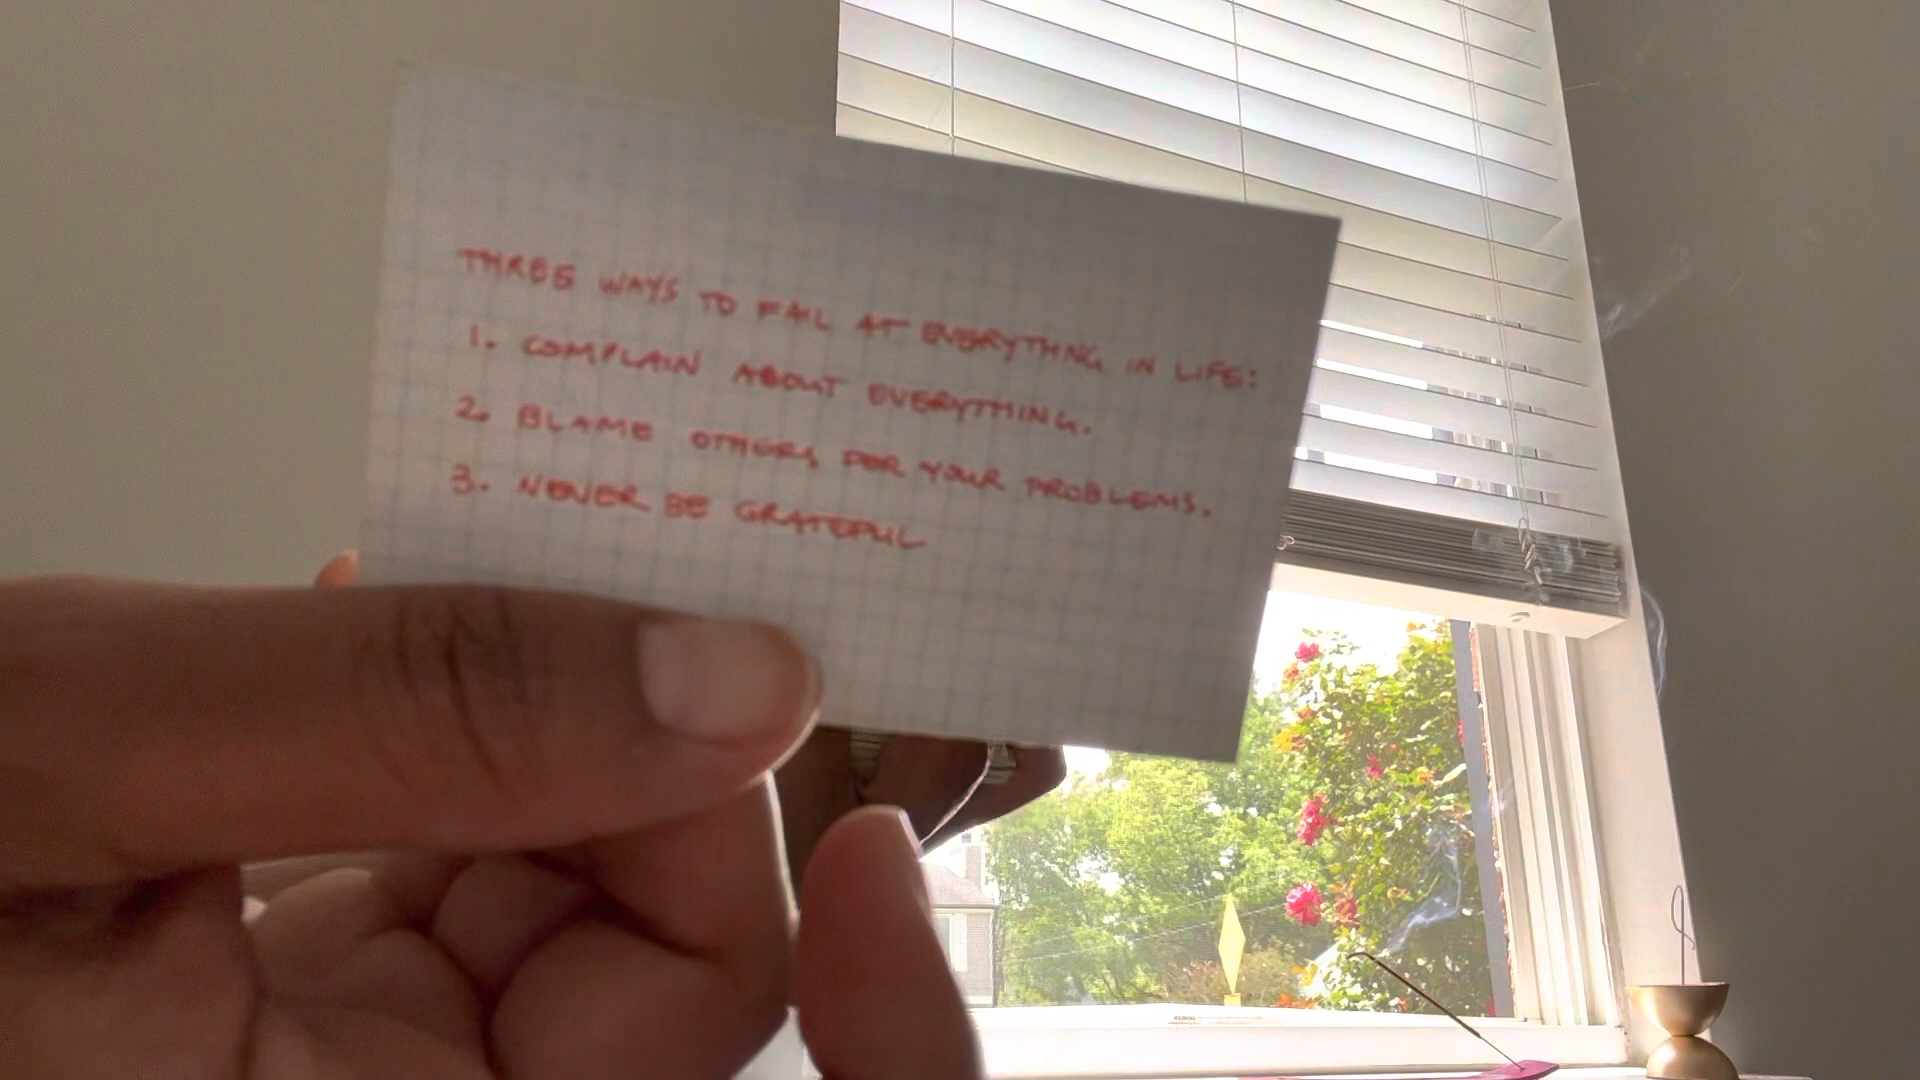 THREE WAYS TO FAIL AT EVERYTHING IN LIFE:
1. COMPLAIN ABOUT EVERYTHING.
2. BLAME OTHERS FOR YOUR PROBLEMS.
3. NEVER BE GRATEFUL